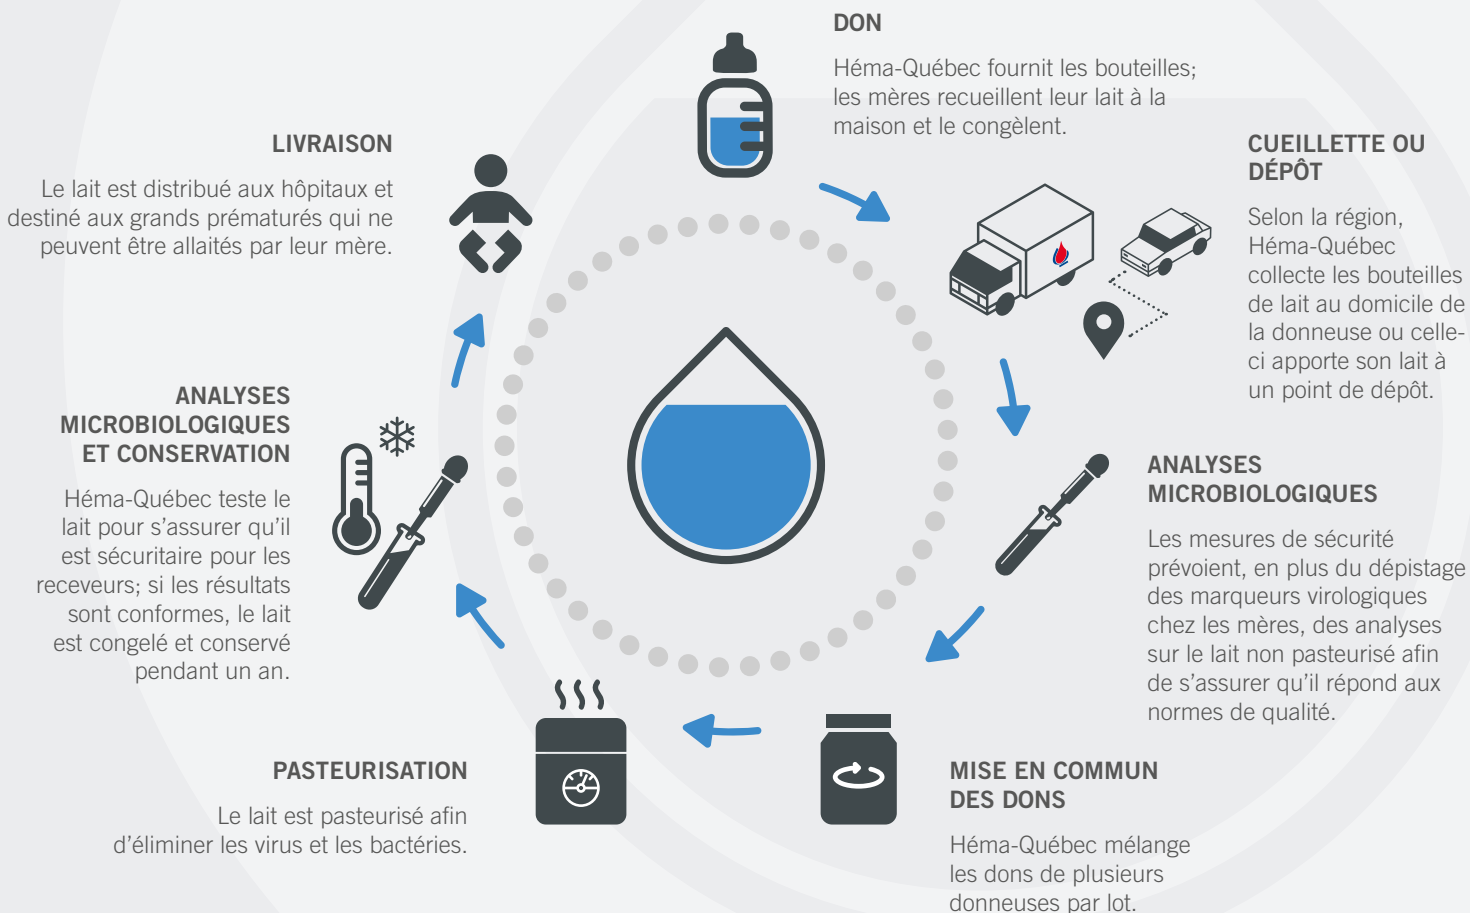 DON
Héma-Québec fournit les bouteilles;
les mères recueillent leur lait à la
maison et le congèlent.
CUEILLETTE OU
DÉPÔT
Selon la région,
Héma-Québec
collecte les bouteilles
de lait au domicile de
la donneuse ou celle-
ci apporte son lait à
un point de dépôt.
ANALYSES
MICROBIOLOGIQUES
Les mesures de sécurité
prévoient, en plus du dépistage
des marqueurs virologiques
chez les mères, des analyses
sur le lait non pasteurisé afin
de s’assurer qu’il répond aux
normes de qualité.
MISE EN COMMUN
DES DONS
Héma-Québec mélange
les dons de plusieurs
donneuses par lot.
PASTEURISATION
Le lait est pasteurisé afin
d’éliminer les virus et les bactéries.
ANALYSES
MICROBIOLOGIQUES
ET CONSERVATION
Héma-Québec teste le
lait pour s’assurer qu’il
est sécuritaire pour les
receveurs; si les résultats
sont conformes, le lait
est congelé et conservé
pendant un an.
LIVRAISON
Le lait est distribué aux hôpitaux et
destiné aux grands prématurés qui ne
peuvent être allaités par leur mère.